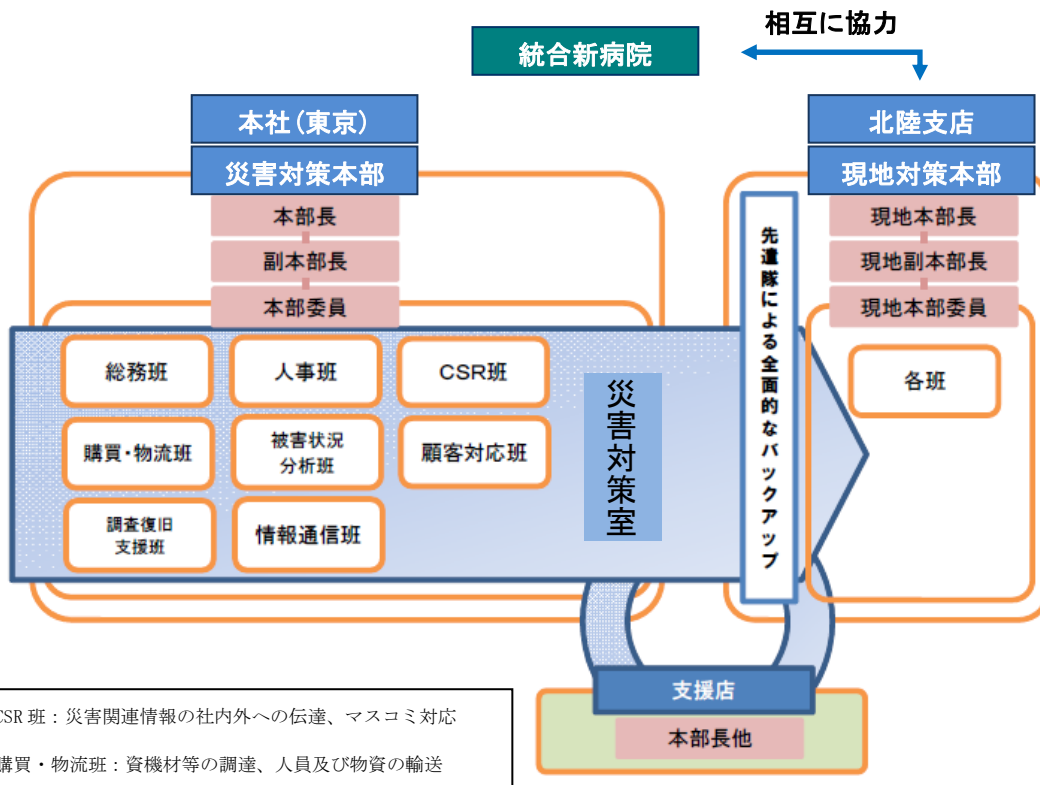 相互に協力
統合新病院
本社(東京)
災害対策本部
本部長
副本部長
本部委員
北陸支店
現地対策本部
現地本部長
現地副本部長
現地本部委員
総務班
人事班
CSR班
購買・物流班
被害状況
分析班
顧客対応班
調査復旧
支援班
情報通信班
災害対策室
先遣隊による全面的なバックアップ
各班
支援店
本部長他
CSR班：災害関連情報の社内外への伝達、マスコミ対応
購買・物流班：資機材等の調達、人員及び物資の輸送